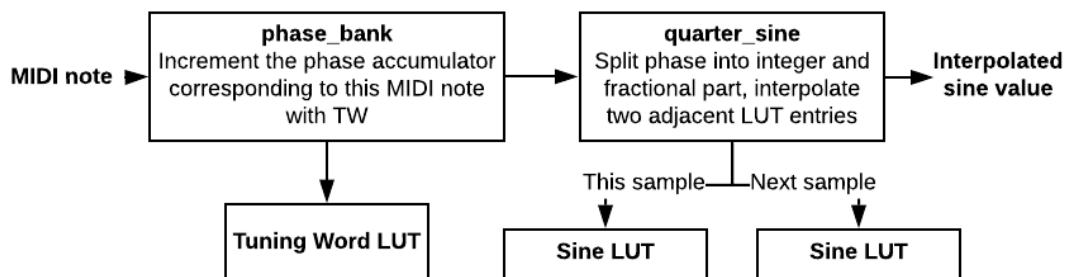 MIDI note
phase_bank
Increment the phase accumulator
corresponding to this MIDI note
with TW
quarter_sine
Split phase into integer and
fractional part, interpolate
two adjacent LUT entries
Interpolated
sine value
This sample
Next sample
Tuning Word LUT
Sine LUT
Sine LUT